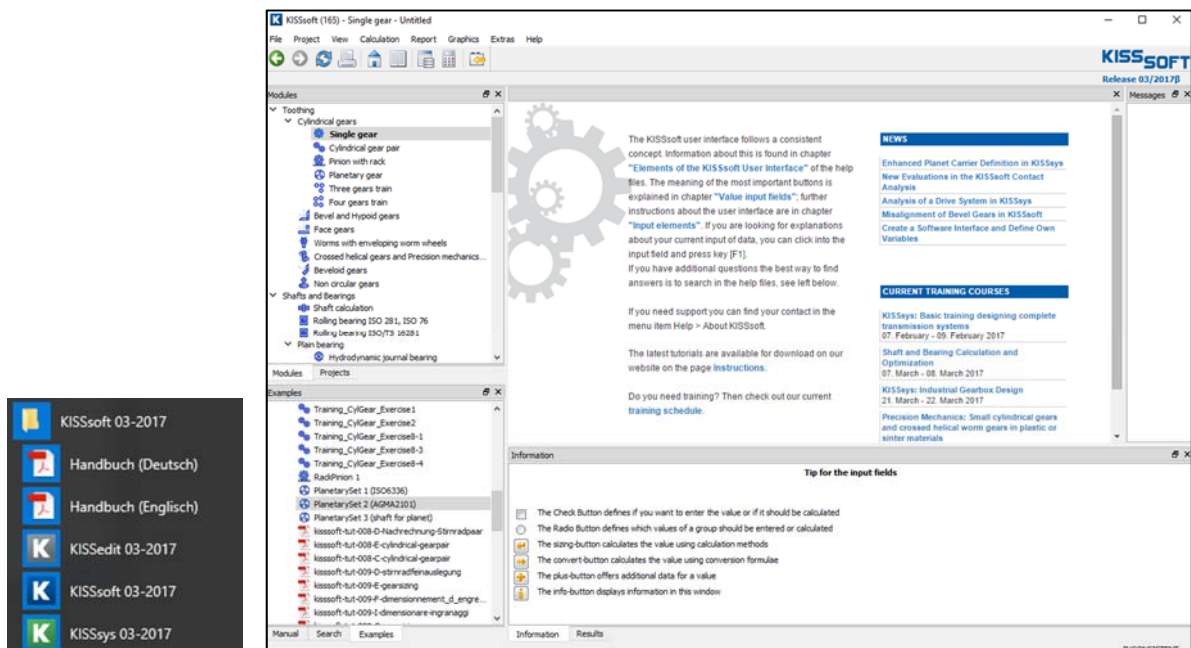 KISSsoft 03-2017
Handbuch (Deutsch)
Handbuch (Englisch)
KISSedit 03-2017
KISSsoft 03-2017
KISSsys 03-2017
KISSsoft (165) - Single gear - Untitled
File Project View Calculation Report Graphics Extras Help
KISSSOFT
Release 03/2017β
Modules
Toothing
Cylindrical gears
Single gear
Cylindrical gear pair
Pinion with rack
Planetary gear
Three gears train
Four gears train
Bevel and Hypoid gears
Face gears
Worms with enveloping worm wheels
Crossed helical gears and Precision mechanics...
Beveloid gears
Non circular gears
Shafts and Bearings
Shaft calculation
Rolling bearing ISO 281, ISO 76
Rolling bearing ISO/TS 16281
Plain bearing
Hydrodynamic journal bearing
Modules Projects
Examples
Training_CylGear_Exercise1
Training_CylGear_Exercise2
Training_CylGear_Exercise8-1
Training_CylGear_Exercise8-3
Training_CylGear_Exercise8-4
RackPinion 1
PlanetarySet 1 (ISO6336)
PlanetarySet 2 (AGMA2101)
PlanetarySet 3 (shaft for planet)
kisssoft-tut-008-D-Nachrechnung-Stirnradpaar
kisssoft-tut-008-E-cylindrical-gearpair
kisssoft-tut-008-C-cylindrical-gearpair
kisssoft-tut-009-D-stirnradfeinauslegung
kisssoft-tut-009-E-gearsizing
kisssoft-tut-009-F-dimensionnement_d_engre...
kisssoft-tut-009-I-dimensionare-ingranaggi
Manual Search Examples
The KISSsoft user interface follows a consistent
concept. Information about this is found in chapter
"Elements of the KISSsoft User Interface" of the help
files. The meaning of the most important buttons is
explained in chapter "Value input fields"; further
instructions about the user interface are in chapter
"Input elements". If you are looking for explanations
about your current input of data, you can click into the
input field and press key [F1].
If you have additional questions the best way to find
answers is to search in the help files, see left below.
If you need support you can find your contact in the
menu item Help > About KISSsoft.
The latest tutorials are available for download on our
website on the page Instructions.
Do you need training? Then check out our current
training schedule.
NEWS
Enhanced Planet Carrier Definition in KISSsys
New Evaluations in the KISSsoft Contact
Analysis
Analysis of a Drive System in KISSsys
Misalignment of Bevel Gears in KISSsoft
Create a Software Interface and Define Own
Variables
CURRENT TRAINING COURSES
KISSsys: Basic training designing complete
transmission systems
07. February - 09. February 2017
Shaft and Bearing Calculation and
Optimization
07. March - 08. March 2017
KISSsys: Industrial Gearbox Design
21. March - 22. March 2017
Precision Mechanics: Small cylindrical gears
and crossed helical worm gears in plastic or
sinter materials
Messages
Information
Tip for the input fields
The Check Button defines if you want to enter the value or if it should be calculated
The Radio Button defines which values of a group should be entered or calculated
The sizing-button calculates the value using calculation methods
The convert-button calculates the value using conversion formulae
The plus-button offers additional data for a value
The info-button displays information in this window
Information Results